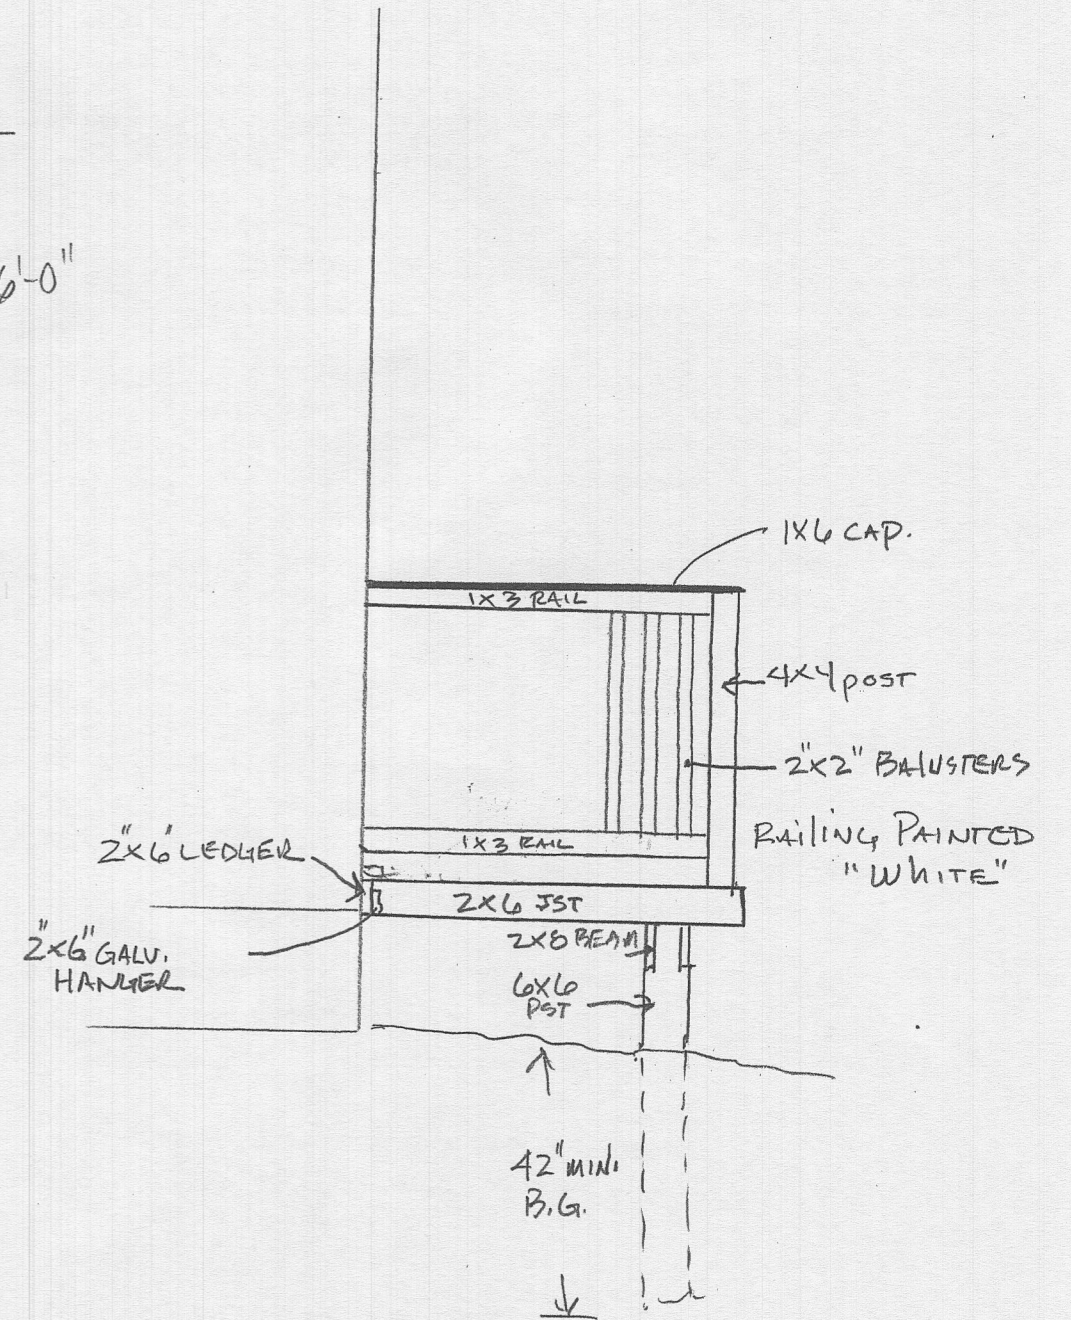 6'-0"
1X6 CAP.
1X3 RAIL
4X4 POST
2"X2" BALUSTERS
RAILING PAINTED
"WHITE"
1X3 RAIL
2"X6" LEDGER
2X6 JST
2X8 BEAM
2"X6" GALV.
HANGER
6X6
PST
42" MIN.
B.G.